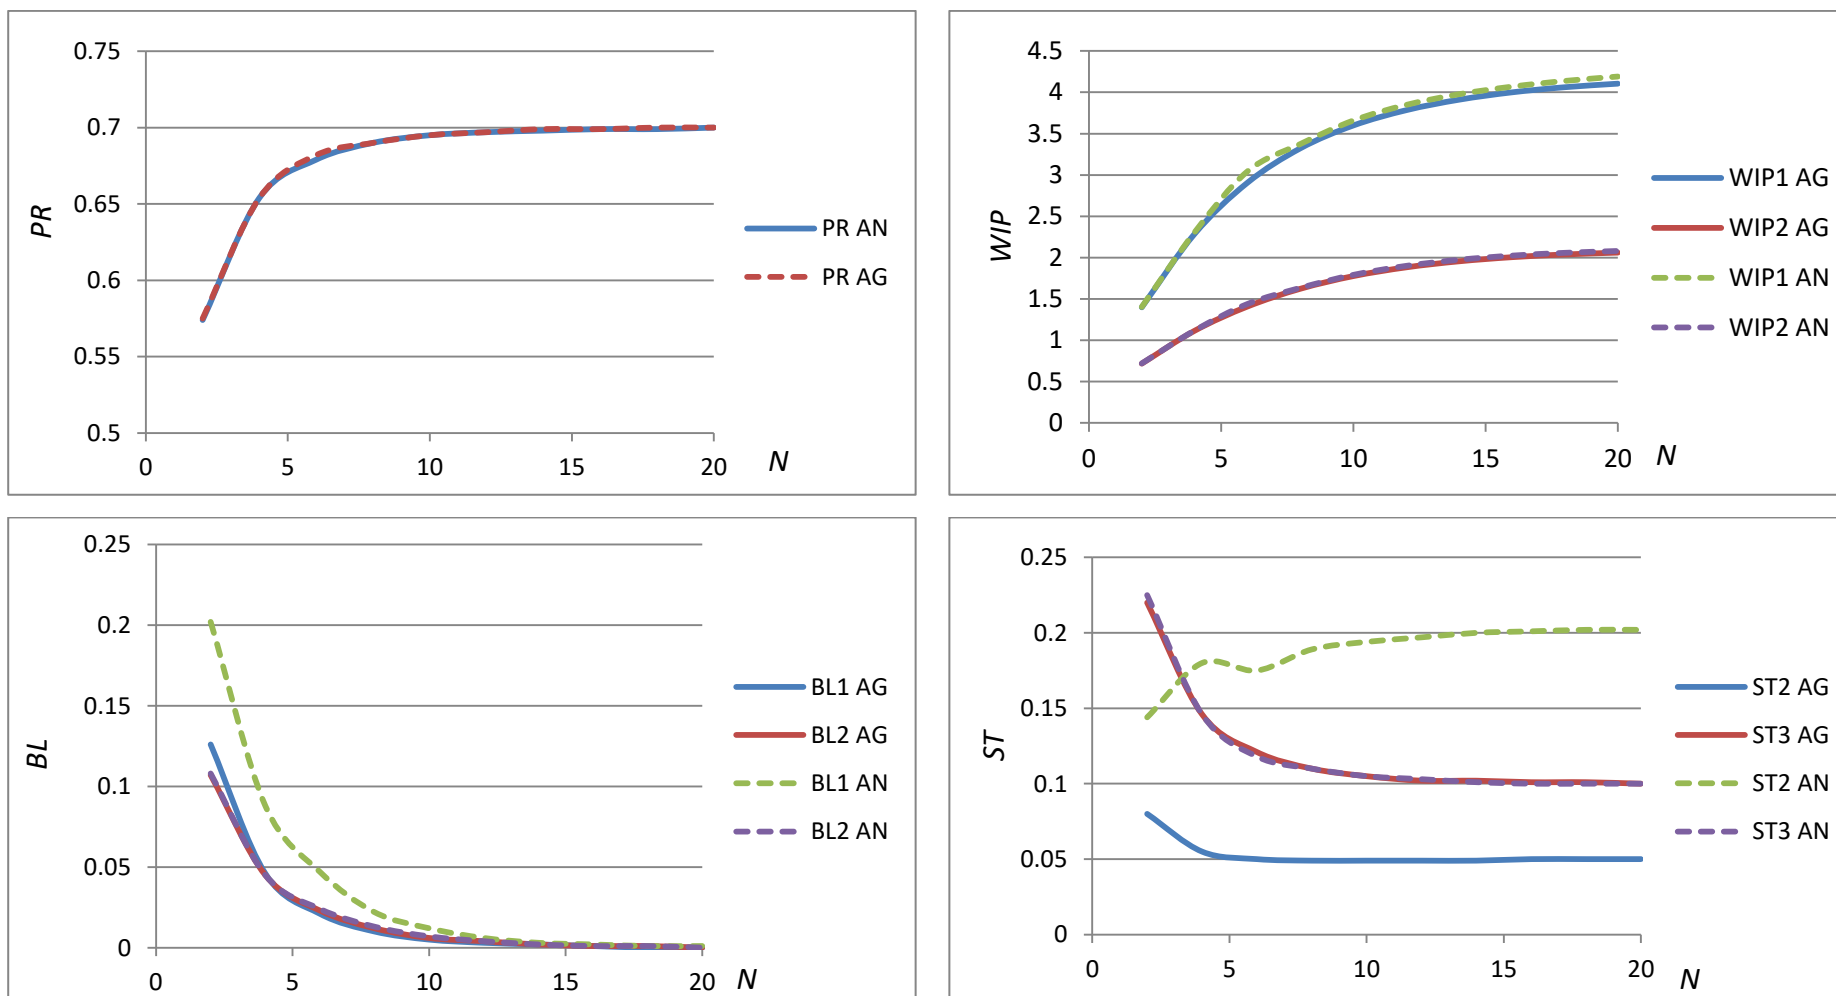 0.75
0.7
0.65
0.6
0.55
0.5
PR
0 5 10 15 20 N
PR AN
PR AG
4.5
4
3.5
3
2.5
2
1.5
1
0.5
0
WIP
0 5 10 15 20 N
WIP1 AG
WIP2 AG
WIP1 AN
WIP2 AN
0.25
0.2
0.15
0.1
0.05
0
BL
0 5 10 15 20 N
BL1 AG
BL2 AG
BL1 AN
BL2 AN
0.25
0.2
0.15
0.1
0.05
0
ST
0 5 10 15 20 N
ST2 AG
ST3 AG
ST2 AN
ST3 AN